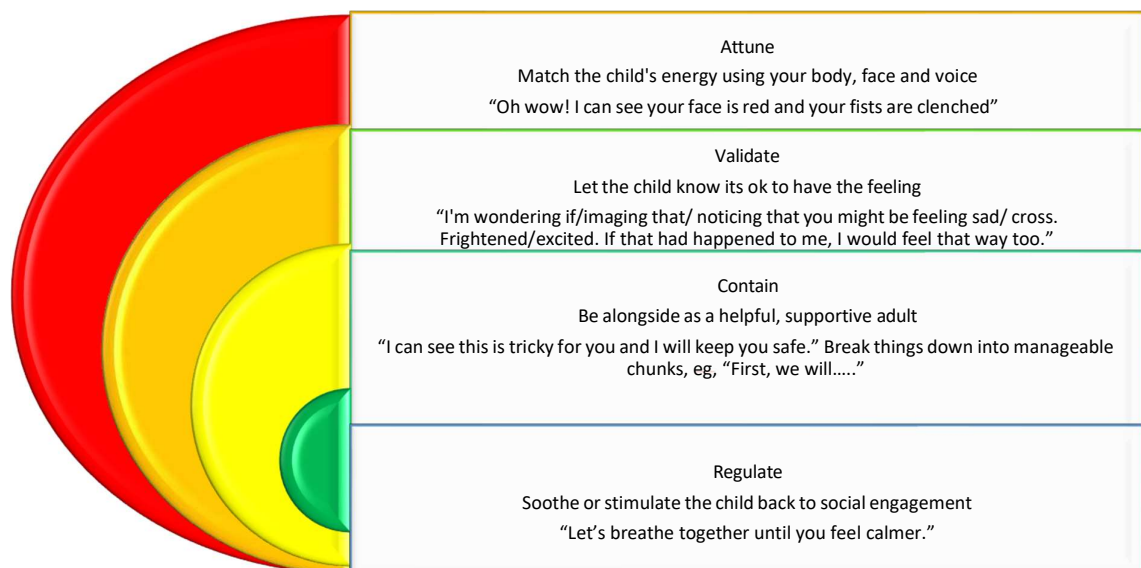 Attune
Match the child's energy using your body, face and voice
“Oh wow! I can see your face is red and your fists are clenched”
Validate
Let the child know its ok to have the feeling
“I'm wondering if/imaging that/ noticing that you might be feeling sad/ cross.
Frightened/excited. If that had happened to me, I would feel that way too.”
Contain
Be alongside as a helpful, supportive adult
“I can see this is tricky for you and I will keep you safe.” Break things down into manageable
chunks, eg, “First, we will…..”
Regulate
Soothe or stimulate the child back to social engagement
“Let’s breathe together until you feel calmer.”